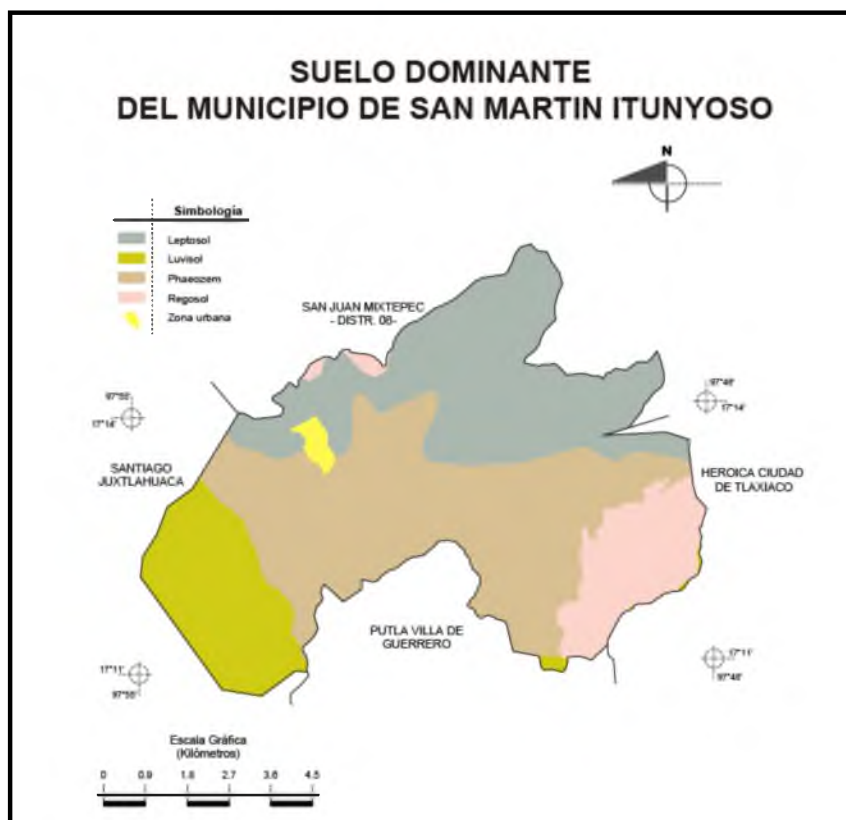 SUELO DOMINANTE
DEL MUNICIPIO DE SAN MARTIN ITUNYOSO
N
Simbología
Leptosol
Luvisol
Phaeozem
Regosol
Zona urbana
SAN JUAN MIXTEPEC
- DISTR. 08-
97°55'
17°14'
97°48'
17°14'
SANTIAGO
JUXTLAHUACA
HEROICA CIUDAD
DE TLAXIACO
PUTLA VILLA DE
GUERRERO
17°11'
97°55'
17°11'
97°48'
Escala Gráfica
(Kilómetros)
0 0.9 1.8 2.7 3.6 4.5